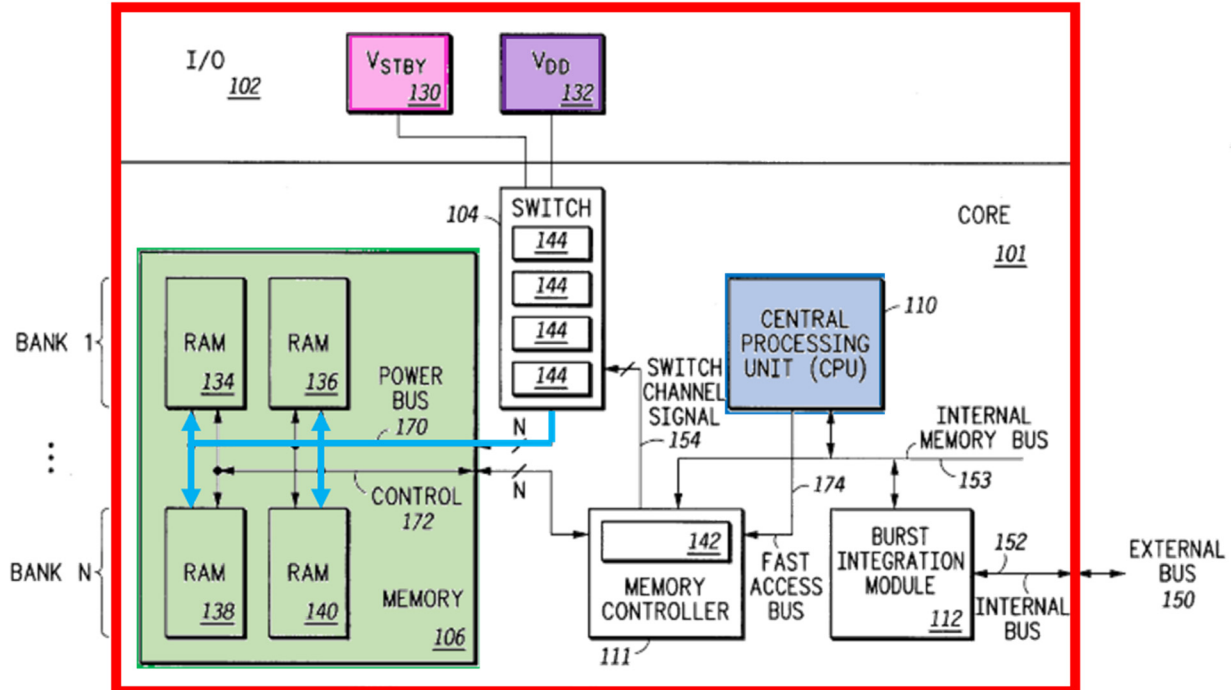 I/O
102
VSTBY
130
VDD
132
104
SWITCH
144
144
144
144
CORE
101
BANK 1
RAM
134
RAM
136
POWER
BUS
170
N
N
SWITCH
CHANNEL
SIGNAL
154
CENTRAL
PROCESSING
UNIT (CPU)
110
INTERNAL
MEMORY BUS
153
174
CONTROL
172
BANK N
RAM
138
RAM
140
MEMORY
106
142
MEMORY
CONTROLLER
111
FAST
ACCESS
BUS
BURST
INTEGRATION
MODULE
112
152
INTERNAL
BUS
EXTERNAL
BUS
150